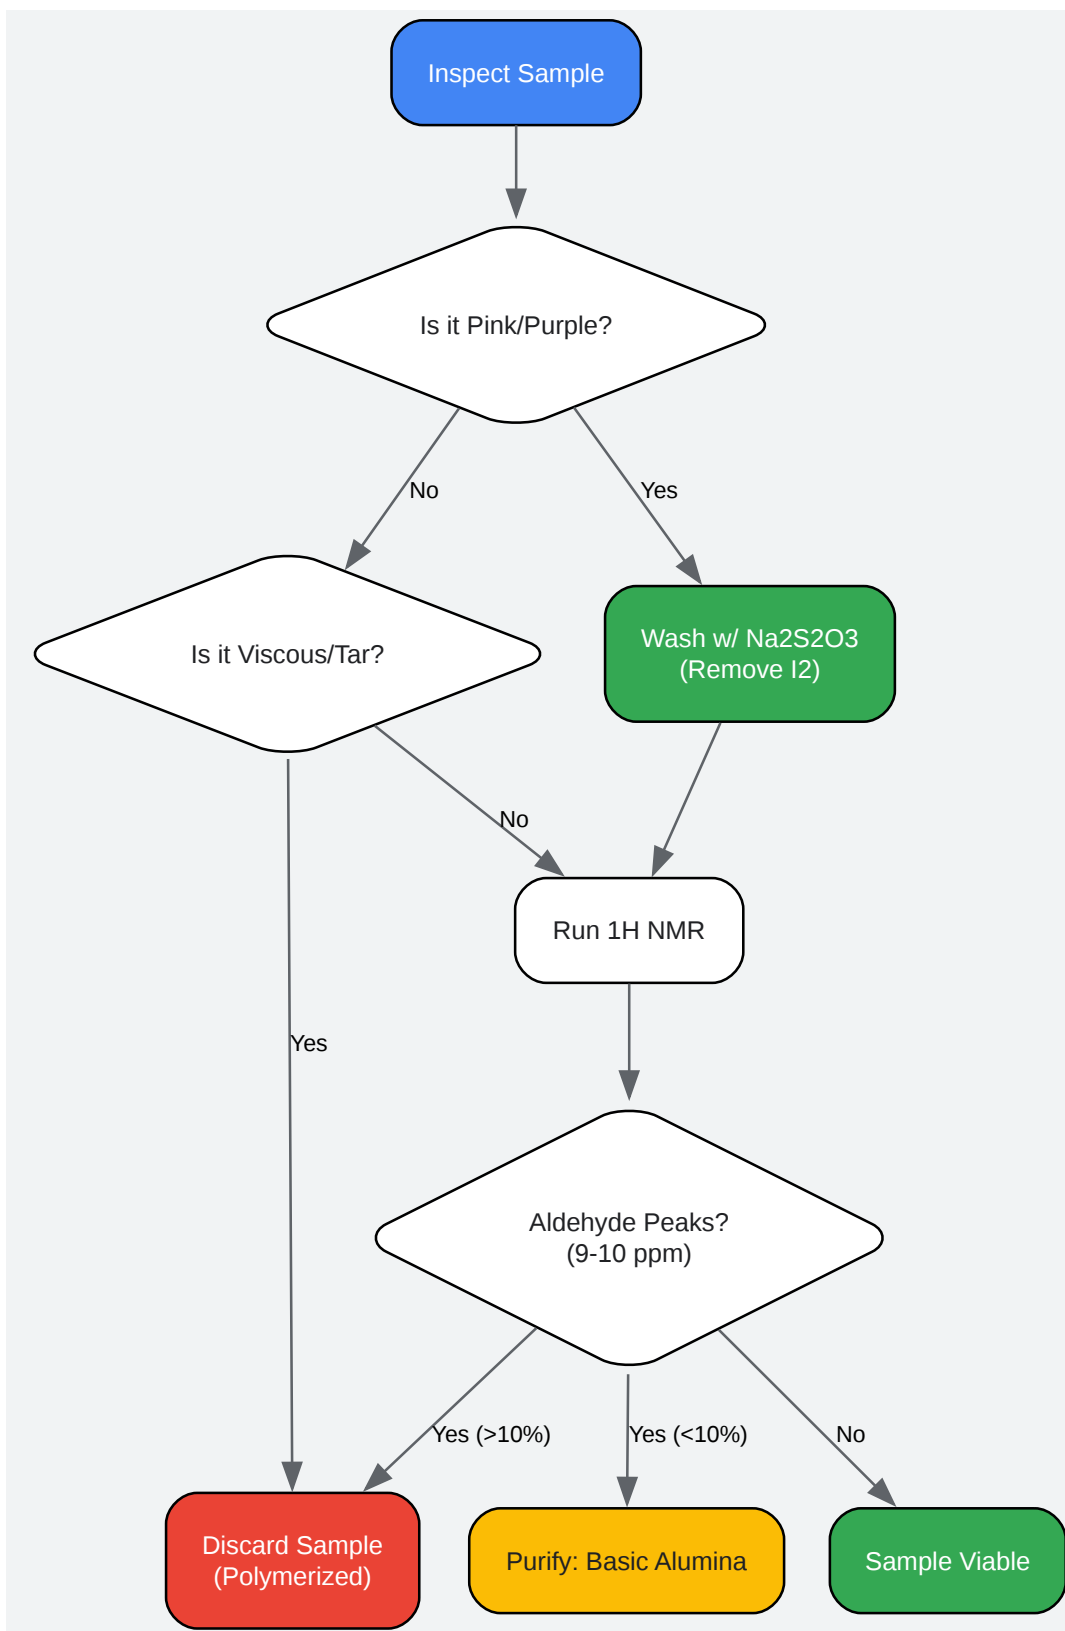 Inspect Sample
Is it Pink/Purple?
No
Yes
Is it Viscous/Tar?
Wash w/ Na2S2O3
(Remove I2)
No
Run 1H NMR
Yes
Aldehyde Peaks?
(9-10 ppm)
Yes (>10%)
Yes (<10%)
No
Discard Sample
(Polymerized)
Purify: Basic Alumina
Sample Viable